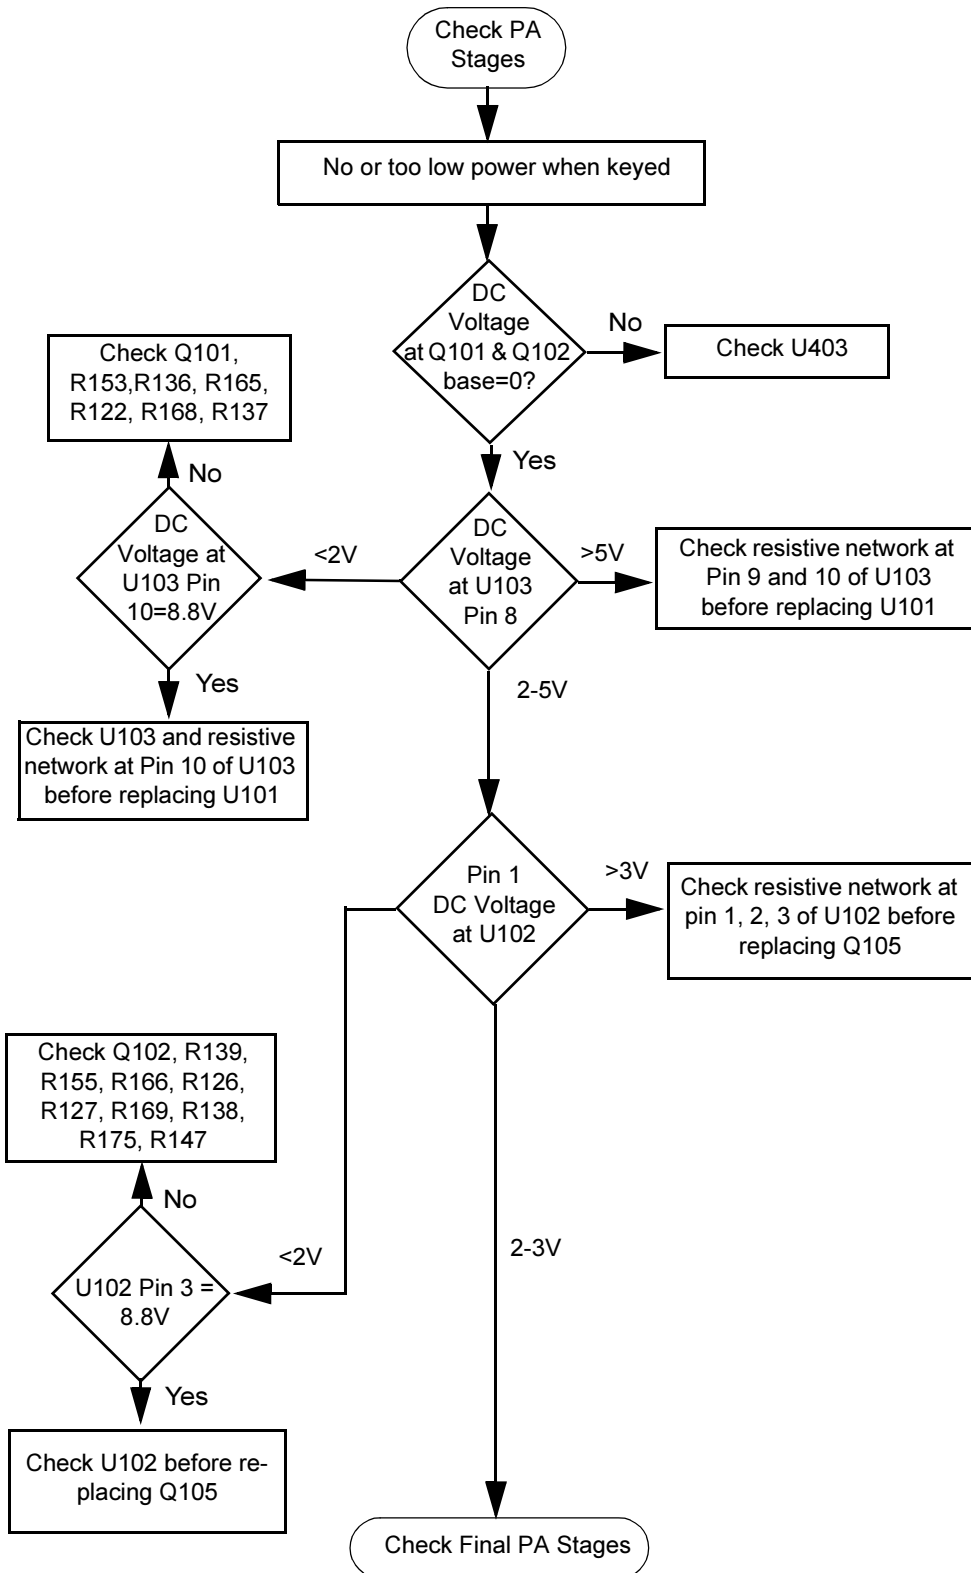 Check PA
Stages
No or too low power when keyed
DC
Voltage
at Q101 & Q102
base=0?
No
Check U403
Yes
Check Q101,
R153,R136, R165,
R122, R168, R137
No
DC
Voltage at
U103 Pin
10=8.8V
<2V
DC
Voltage
at U103
Pin 8
>5V
Check resistive network at
Pin 9 and 10 of U103
before replacing U101
Yes
Check U103 and resistive
network at Pin 10 of U103
before replacing U101
2-5V
Pin 1
DC Voltage
at U102
>3V
Check resistive network at
pin 1, 2, 3 of U102 before
replacing Q105
Check Q102, R139,
R155, R166, R126,
R127, R169, R138,
R175, R147
No
<2V
U102 Pin 3 =
8.8V
2-3V
Yes
Check U102 before re-
placing Q105
Check Final PA Stages